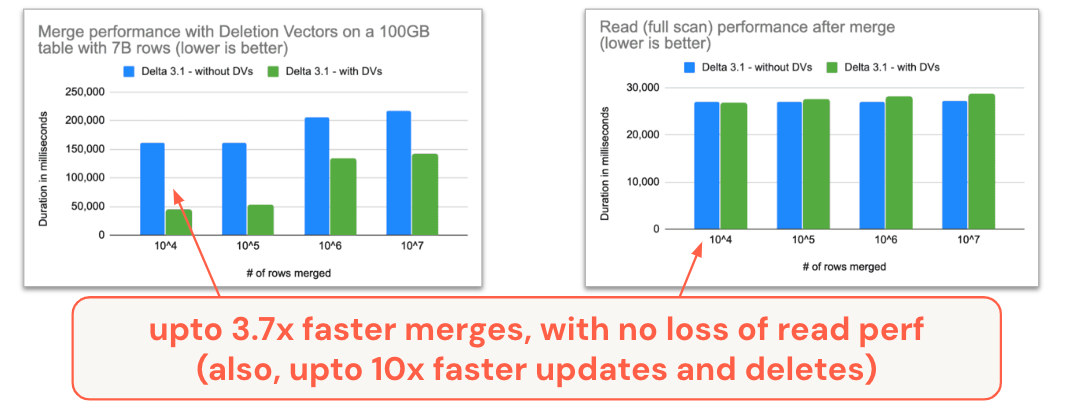 Merge performance with Deletion Vectors on a 100GB
table with 7B rows (lower is better)
Delta 3.1 - without DVs
Delta 3.1 - with DVs
Duration in milliseconds
250,000
200,000
150,000
100,000
50,000
0
10^4
10^5
10^6
10^7
# of rows merged
Read (full scan) performance after merge
(lower is better)
Delta 3.1 - without DVs
Delta 3.1 - with DVs
Duration in milliseconds
30,000
20,000
10,000
0
10^4
10^5
10^6
10^7
# of rows merged
upto 3.7x faster merges, with no loss of read perf
(also, upto 10x faster updates and deletes)